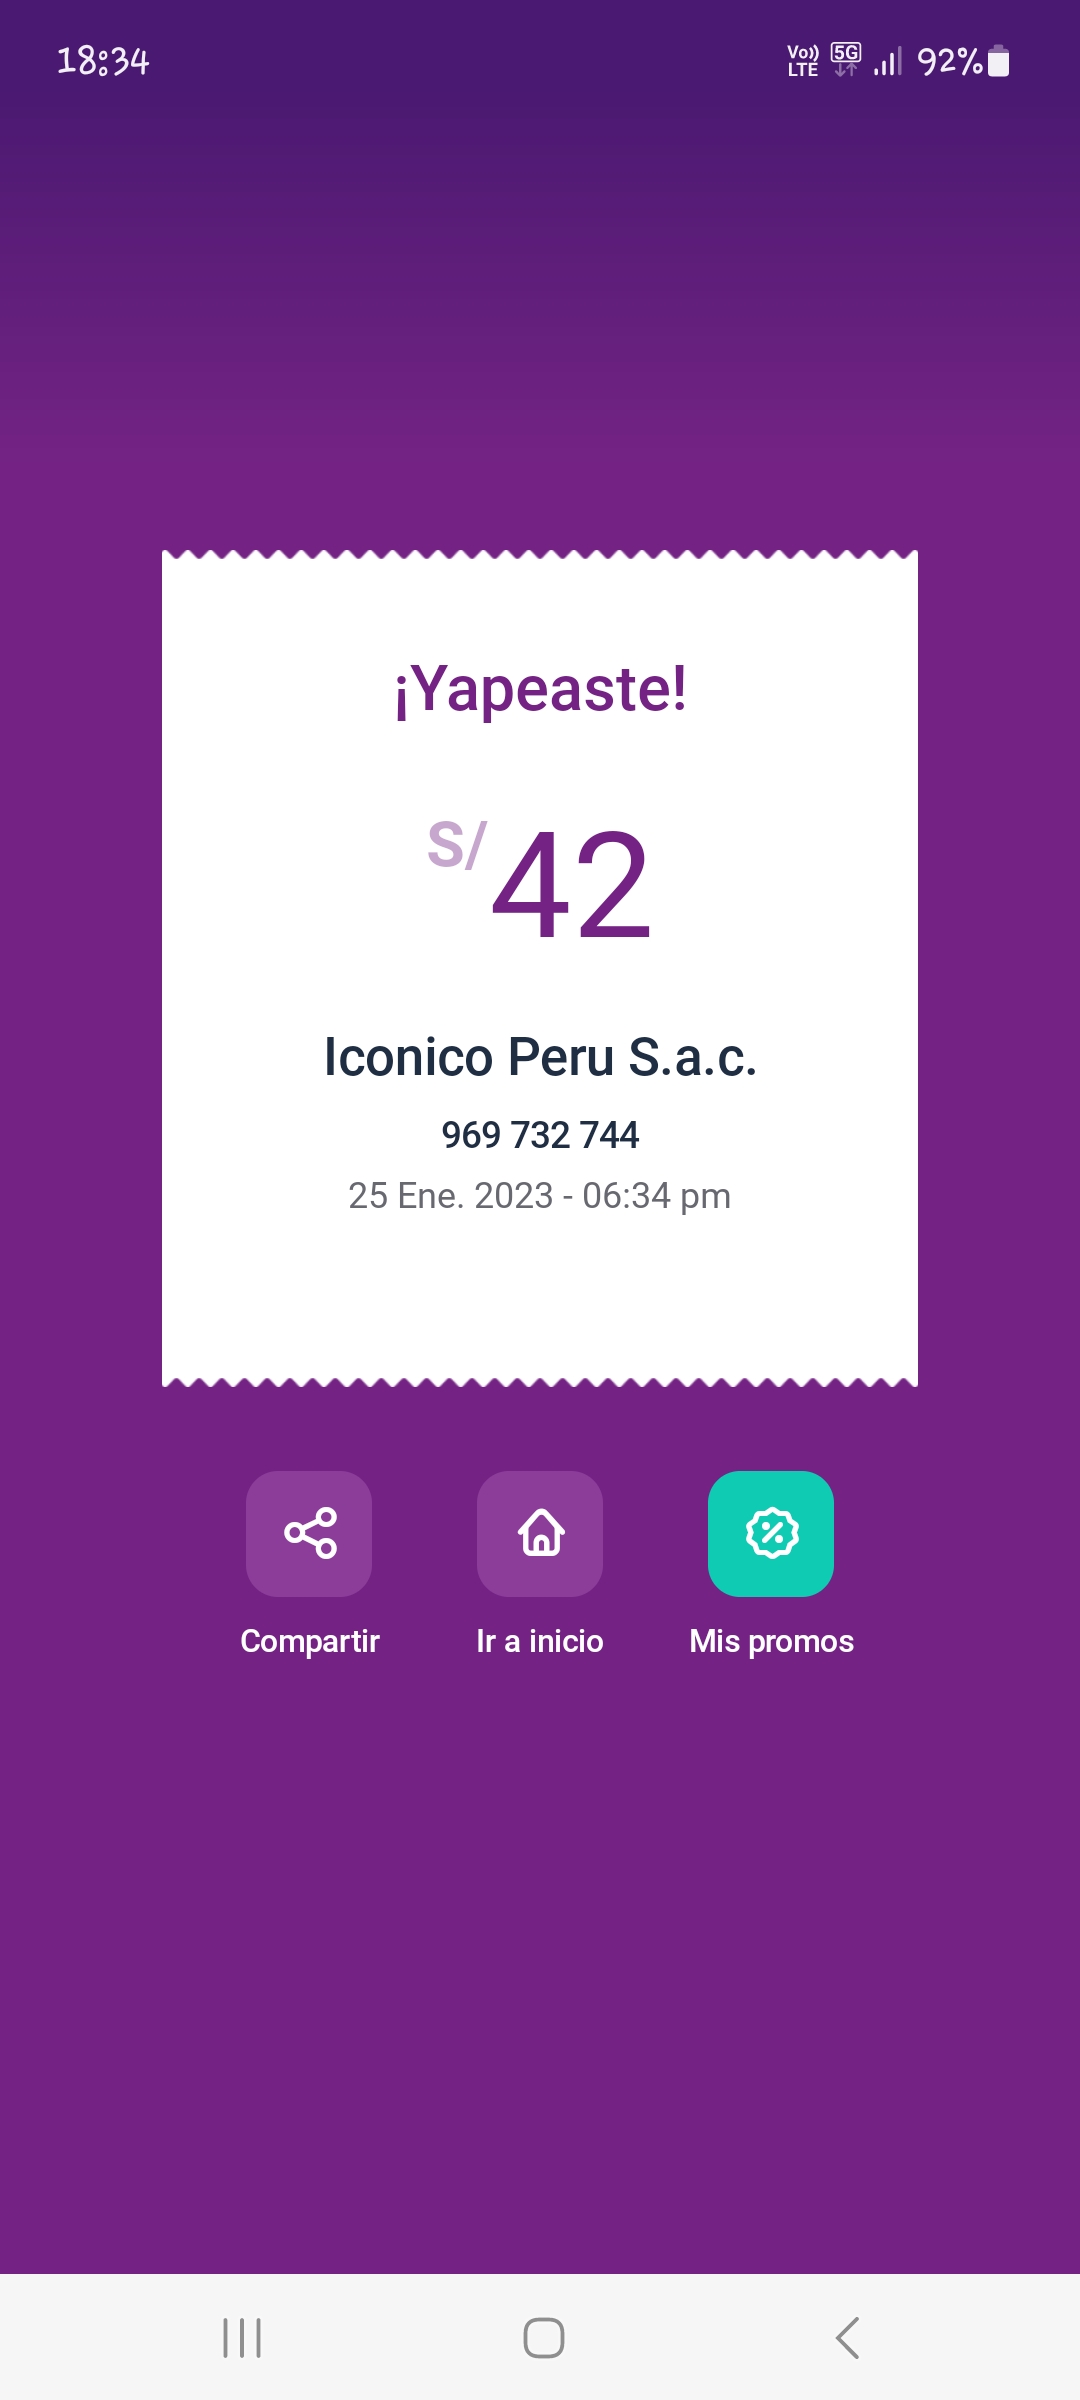 18:34
Vo)) LTE 5G 92%
¡Yapeaste!
S/ 42
Iconico Peru S.a.c.
969 732 744
25 Ene. 2023 - 06:34 pm
Compartir Ir a inicio Mis promos